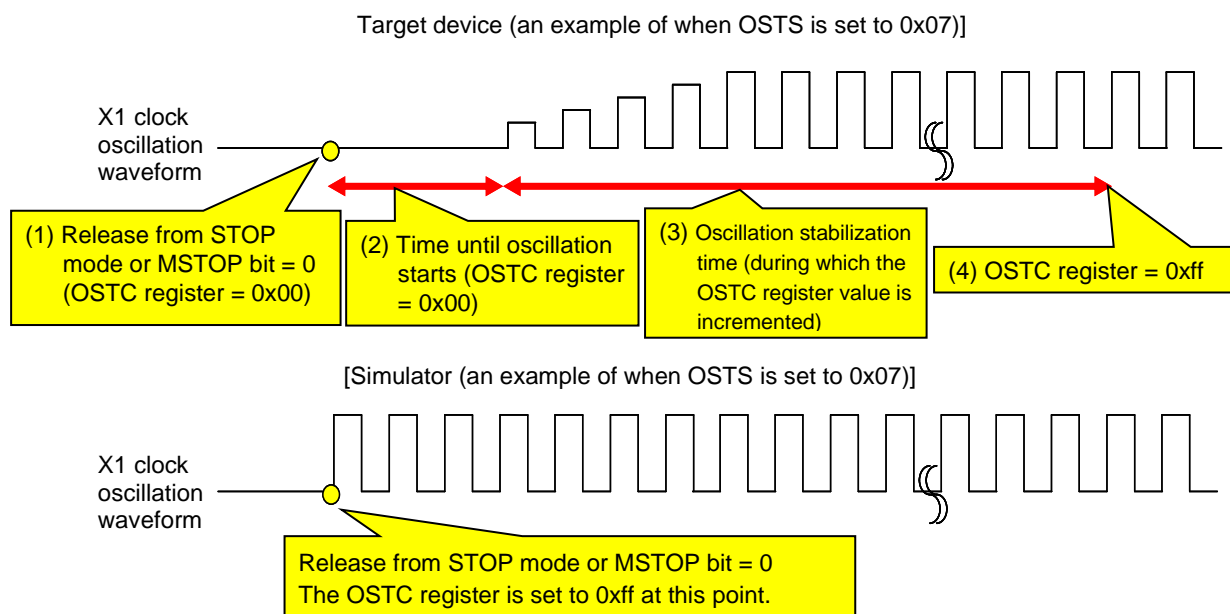 Target device (an example of when OSTS is set to 0x07)]
X1 clock
oscillation
waveform
(1) Release from STOP
mode or MSTOP bit = 0
(OSTC register = 0x00)
(2) Time until oscillation
starts (OSTC register
= 0x00)
(3) Oscillation stabilization
time (during which the
OSTC register value is
incremented)
(4) OSTC register = 0xff
[Simulator (an example of when OSTS is set to 0x07)]
X1 clock
oscillation
waveform
Release from STOP mode or MSTOP bit = 0
The OSTC register is set to 0xff at this point.